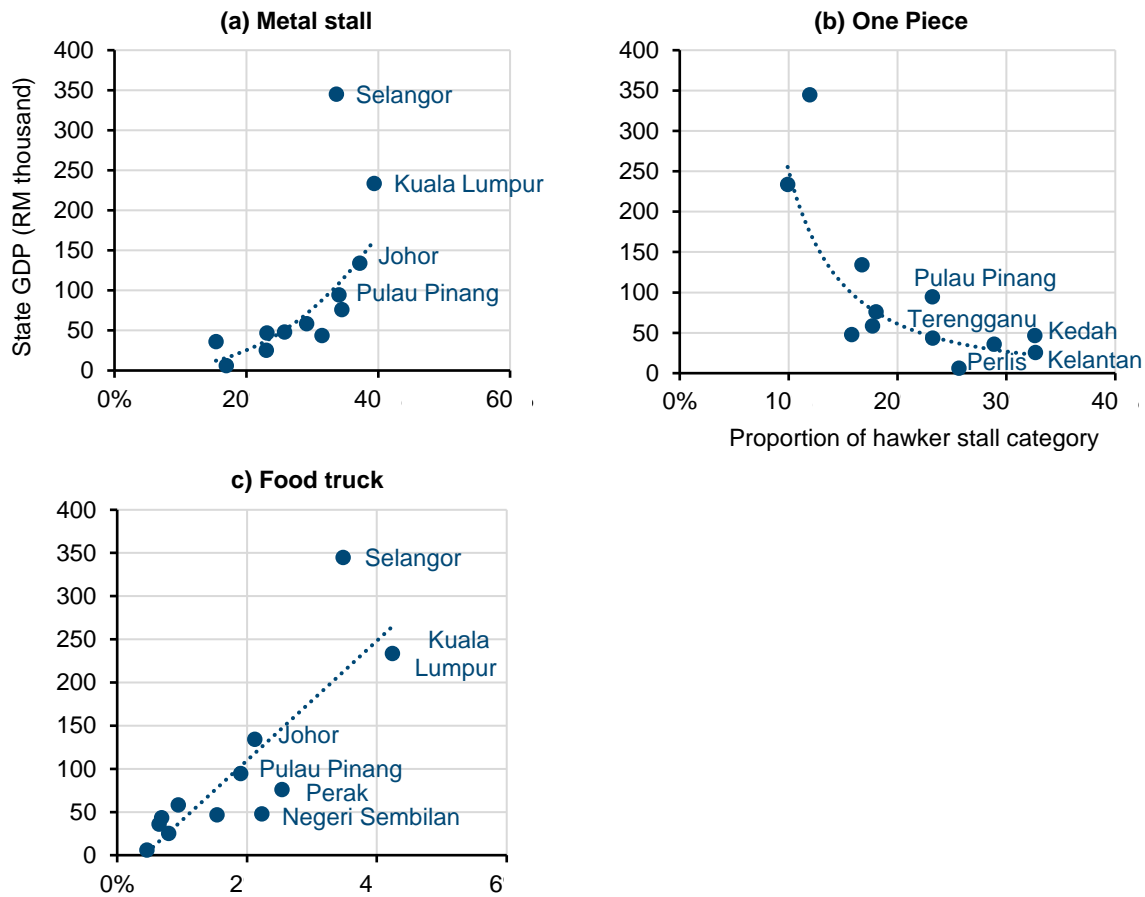 (a) Metal stall
State GDP (RM thousand)
400
350
300
250
200
150
100
50
0
Selangor
Kuala Lumpur
Johor
Pulau Pinang
0% 20 40 60
(b) One Piece
400
350
300
250
200
150
100
50
0
Pulau Pinang
Terengganu
Kedah
Perlis
Kelantan
0% 10 20 30 40
Proportion of hawker stall category
c) Food truck
400
350
300
250
200
150
100
50
0
Selangor
Kuala
Lumpur
Johor
Pulau Pinang
Perak
Negeri Sembilan
0% 2 4 6